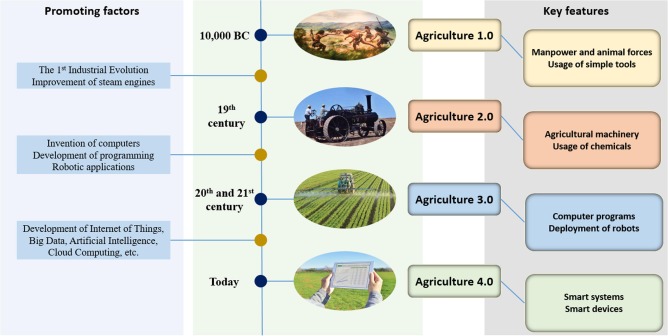 Promoting factors
Key features
10,000 BC
Agriculture 1.0
Manpower and animal forces
Usage of simple tools
The 1st Industrial Evolution
Improvement of steam engines
19th
century
Agriculture 2.0
Agricultural machinery
Usage of chemicals
Invention of computers
Development of programming
Robotic applications
20th and 21st
century
Agriculture 3.0
Computer programs
Deployment of robots
Development of Internet of Things,
Big Data, Artificial Intelligence,
Cloud Computing, etc.
Today
Agriculture 4.0
Smart systems
Smart devices